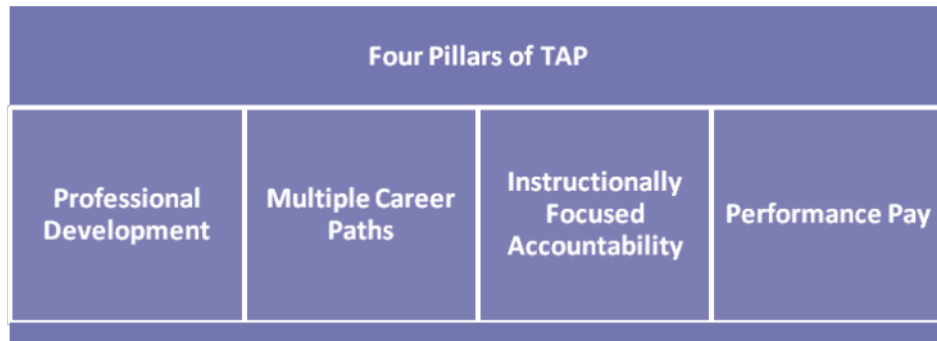 Four Pillars of TAP
Professional
Development
Multiple Career
Paths
Instructionally
Focused
Accountability
Performance Pay